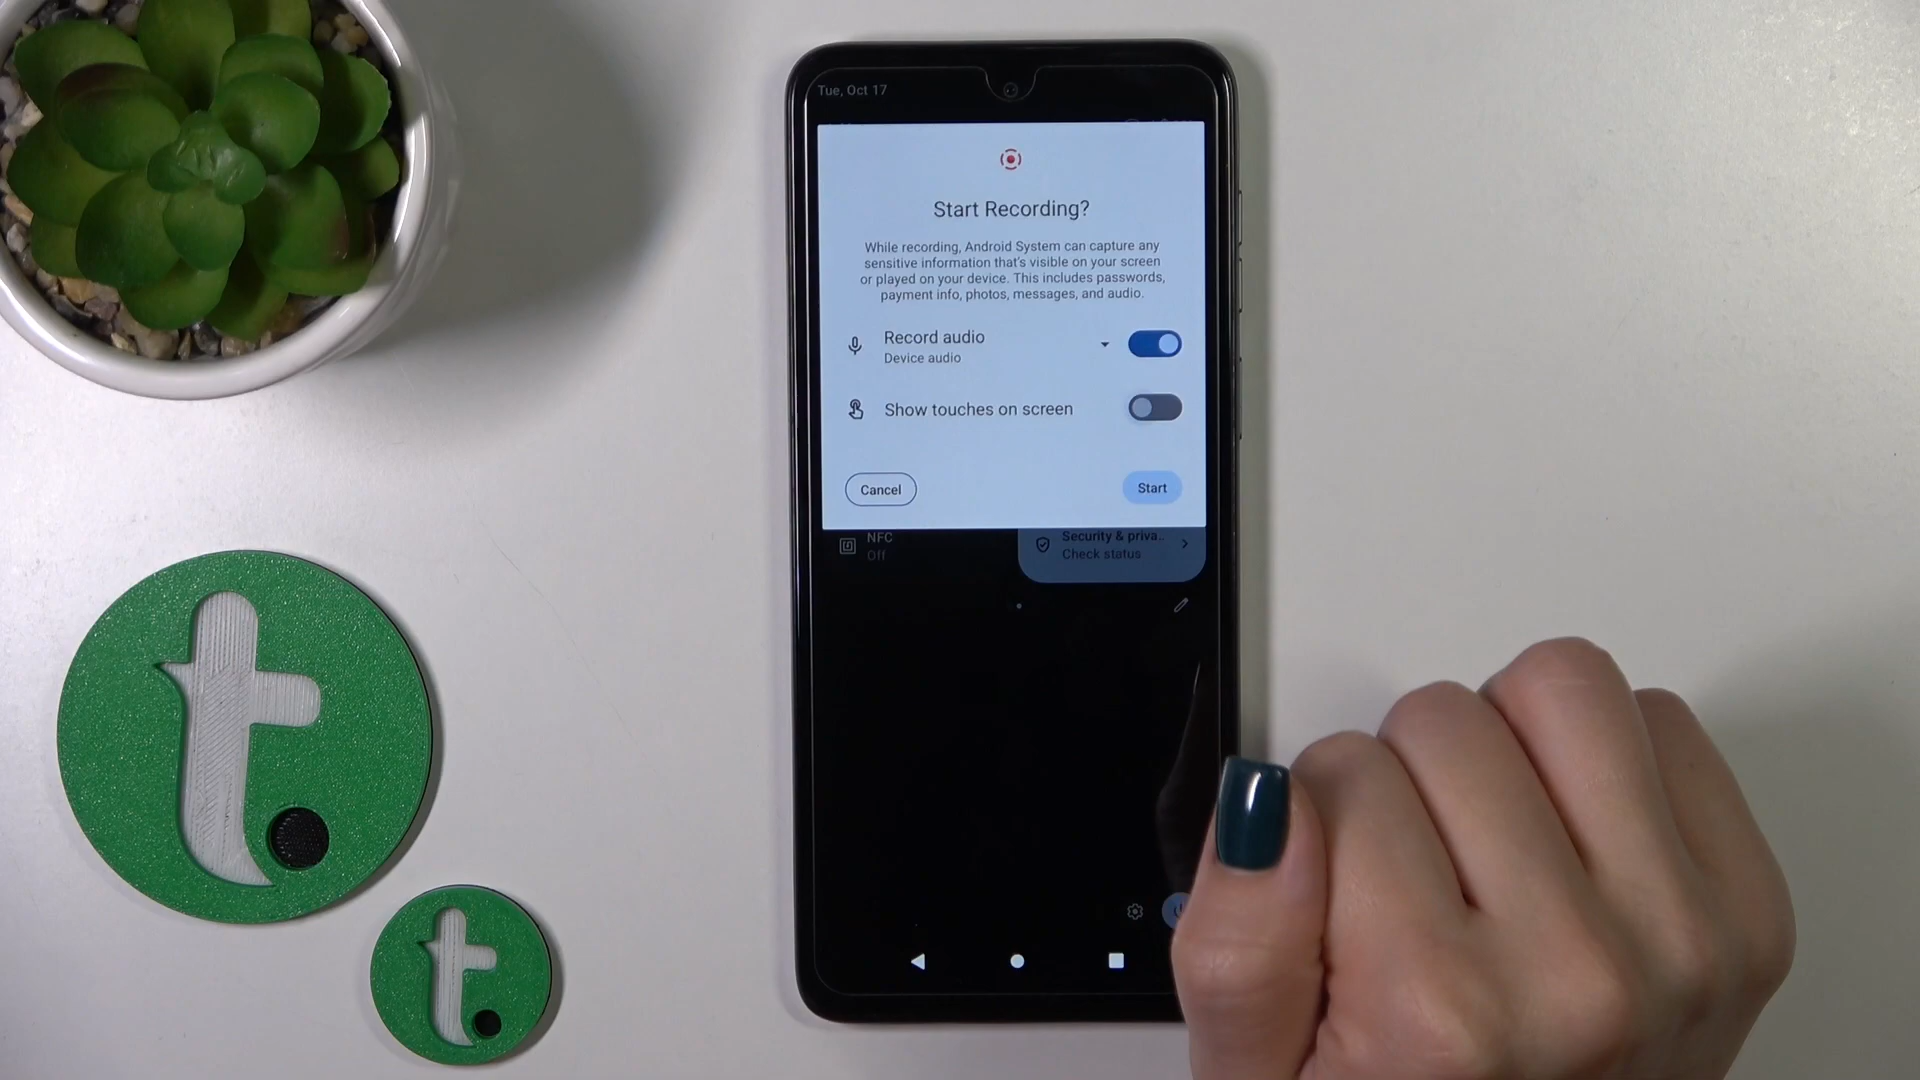 Tue, Oct 17
Start Recording?
While recording, Android System can capture any
sensitive information that's visible on your screen
or played on your device. This includes passwords,
payment info, photos, messages, and audio.
Record audio
Device audio
Show touches on screen
Cancel
Start
NFC
Off
Security & priva..
Check status
t.
t.